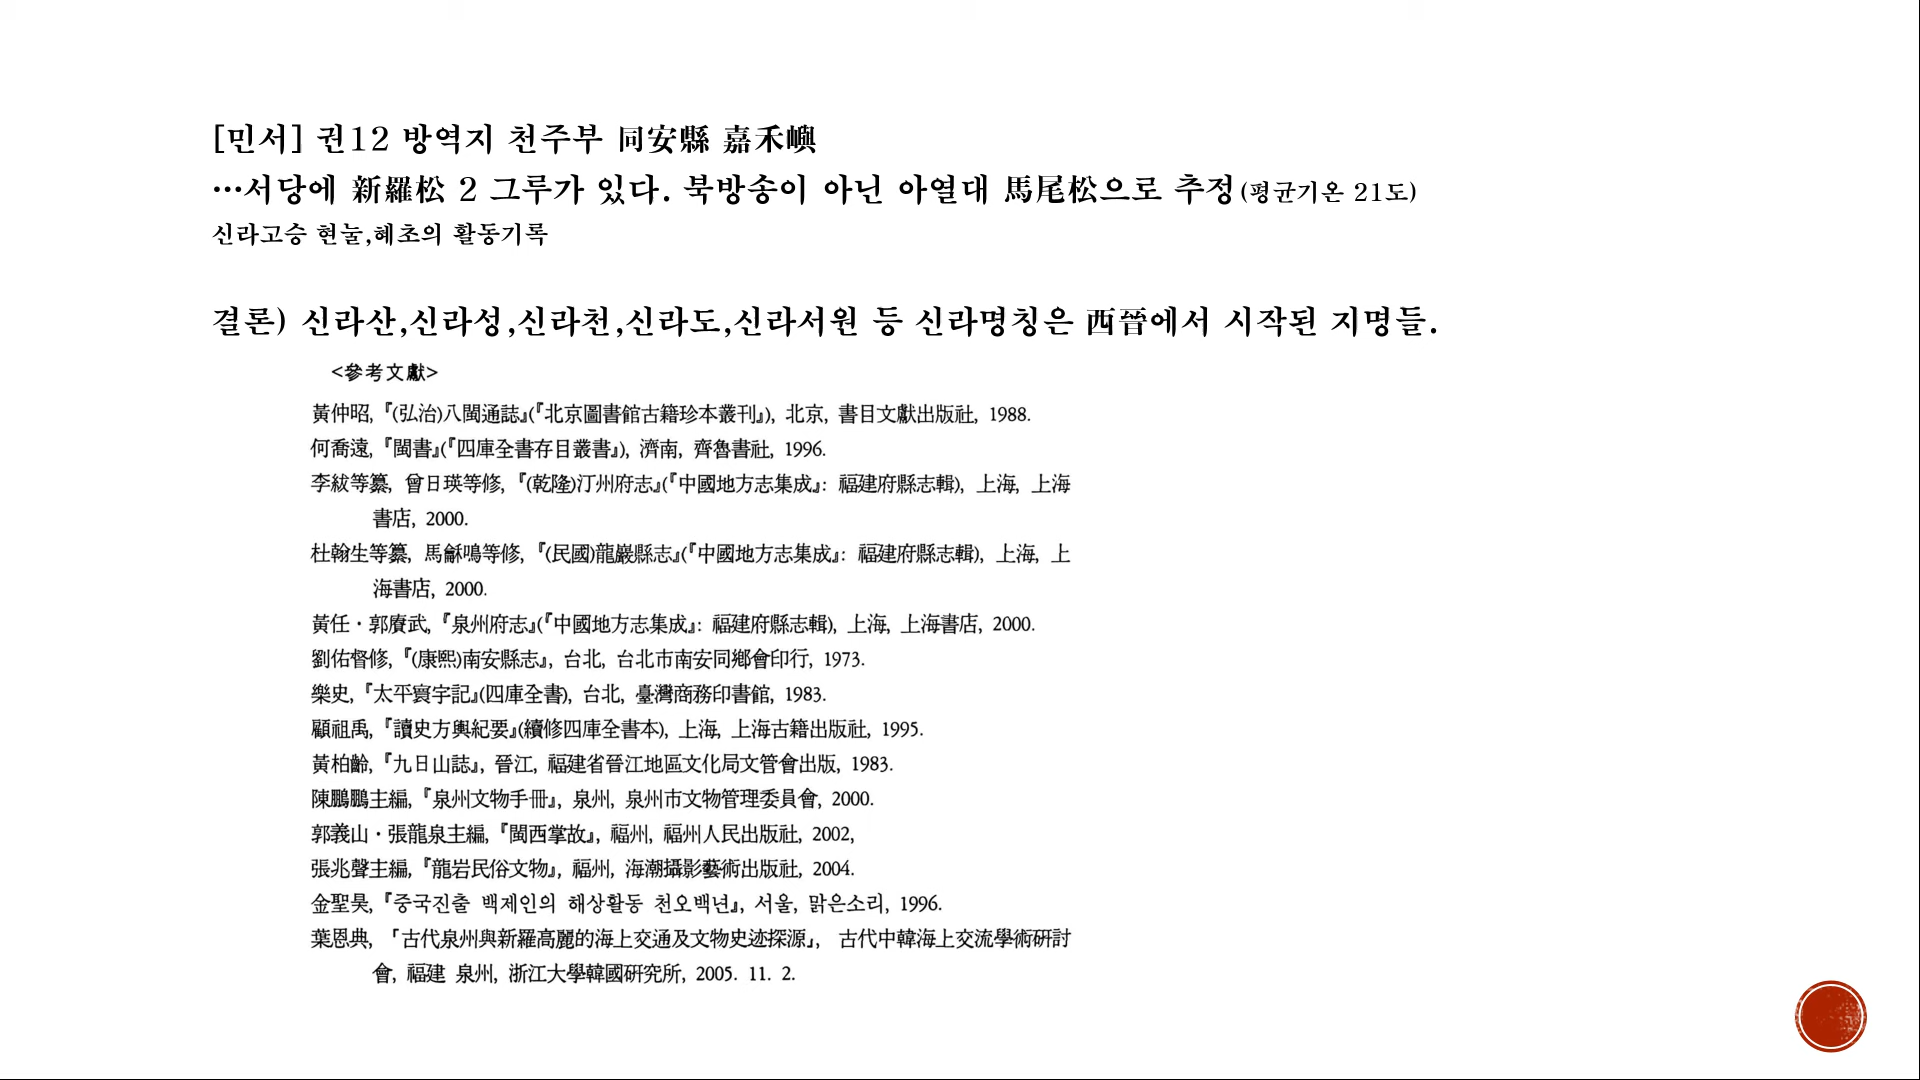 [민서] 권12 방역지 천주부 同安縣 嘉禾嶼
…서당에 新羅松 2 그루가 있다. 북방송이 아닌 아열대 馬尾松으로 추정(평균기온 21도)
신라고승 현눌,혜초의 활동기록
결론) 신라산,신라성,신라천,신라도,신라서원 등 신라명칭은 西晉에서 시작된 지명들.
<參考文獻>
黃仲昭, 『(弘治)八閩通誌』(『北京圖書館古籍珍本叢刊』), 北京, 書目文獻出版社, 1988.
何喬遠, 『閩書』(『四庫全書存目叢書』), 濟南, 齊魯書社, 1996.
李紱等纂, 曾日瑛等修, 『(乾隆)汀州府志』(『中國地方志集成』: 福建府縣志輯), 上海, 上海
書店, 2000.
杜翰生等纂, 馬龢鳴等修, 『(民國)龍巖縣志』(『中國地方志集成』: 福建府縣志輯), 上海, 上
海書店, 2000.
黃任・郭賡武, 『泉州府志』(『中國地方志集成』: 福建府縣志輯), 上海, 上海書店, 2000.
劉佑督修, 『(康熙)南安縣志』, 台北, 台北市南安同鄉會印行, 1973.
樂史, 『太平寰宇記』(四庫全書), 台北, 臺灣商務印書館, 1983.
顧祖禹, 『讀史方輿紀要』(續修四庫全書本), 上海, 上海古籍出版社, 1995.
黃柏齡, 『九日山誌』, 晉江, 福建省晉江地區文化局文管會出版, 1983.
陳鵬鵬主編, 『泉州文物手冊』, 泉州, 泉州市文物管理委員會, 2000.
郭義山・張龍泉主編, 『閩西掌故』, 福州, 福州人民出版社, 2002,
張兆聲主編, 『龍岩民俗文物』, 福州, 海潮攝影藝術出版社, 2004.
金聖昊, 『중국진출 백제인의 해상활동 천오백년』, 서울, 맑은소리, 1996.
葉恩典, 「古代泉州與新羅高麗的海上交通及文物史迹探源」, 古代中韓海上交流學術硏討
會, 福建 泉州, 浙江大學韓國硏究所, 2005. 11. 2.